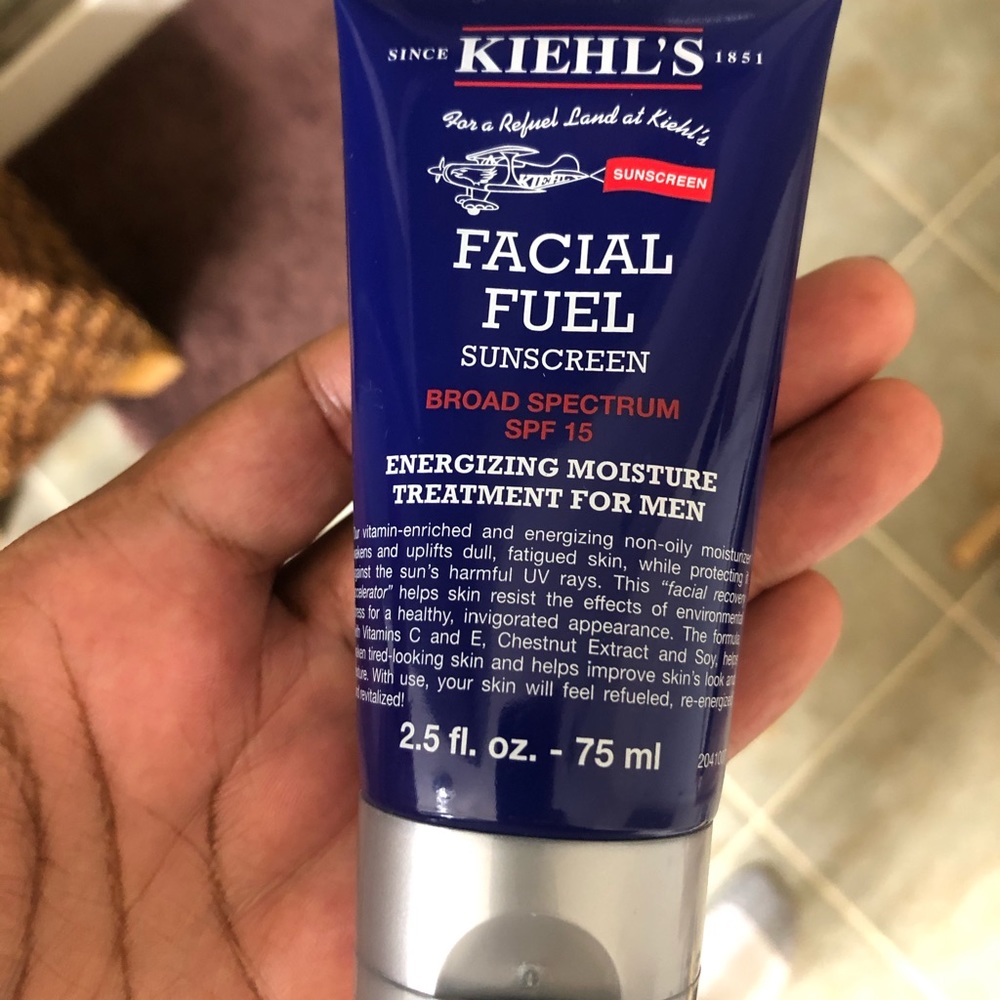 SINCE KIEHL'S 1851
For a Refuel Land at Kiehl's
KIEHL'S SUNSCREEN
FACIAL
FUEL
SUNSCREEN
BROAD SPECTRUM
SPF 15
ENERGIZING MOISTURE
TREATMENT FOR MEN
vitamin-enriched and energizing non-oily moisturizer
and uplifts dull, fatigued skin, while protecting
the sun's harmful UV rays. This "facial
helps skin resist the effects of
for a healthy, invigorated appearance. The formula
Vitamins C and E, Chestnut Extract and Soy,
tired-looking skin and helps improve skin's look and
With use, your skin will feel refueled,
revitalized!
2.5 fl. oz. - 75 ml